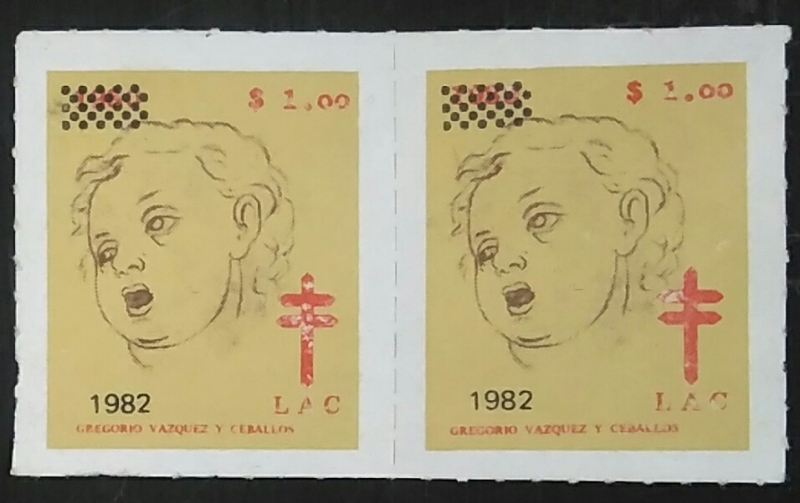 $ 1.00
1982
LAC
GREGORIO VAZQUEZ Y CEBALLOS
$ 1.00
1982
LAC
GREGORIO VAZQUEZ Y CEBALLOS